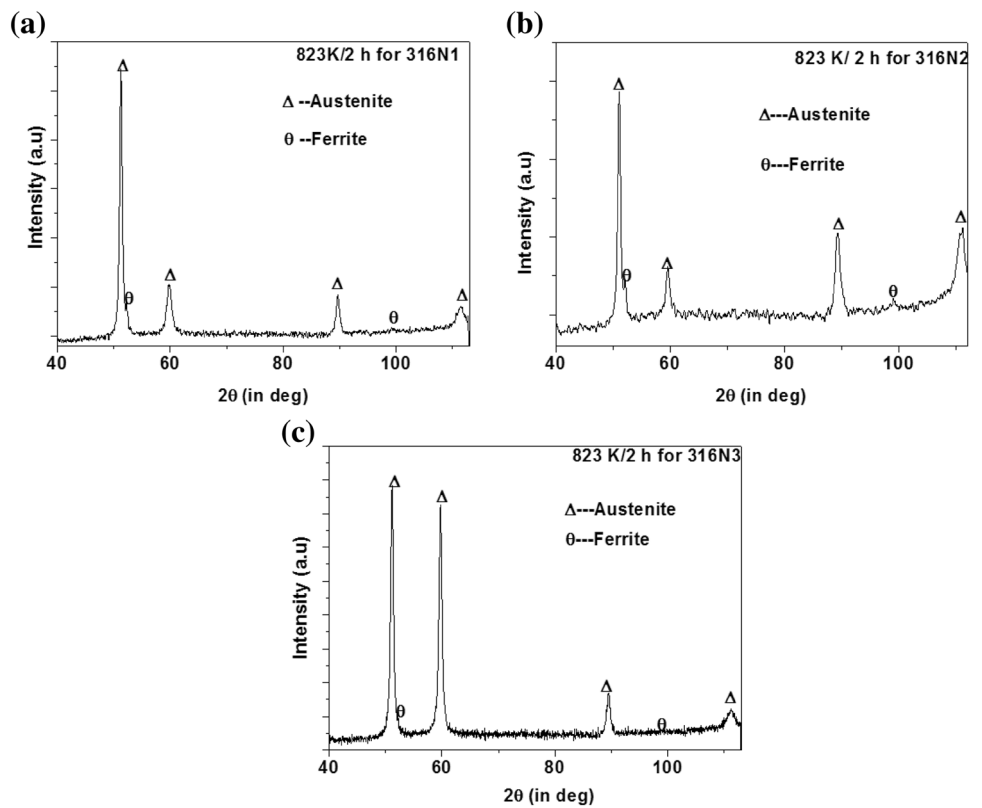 (a)
823K/2 h for 316N1
Δ --Austenite
θ --Ferrite
Δ
θ
Δ
Δ
θ
Δ
Intensity (a.u)
40 60 80 100
2θ (in deg)
(b)
823 K/ 2 h for 316N2
Δ---Austenite
θ---Ferrite
Δ
θ
Δ
Δ
θ
Δ
Intensity (a.u)
40 60 80 100
2θ (in deg)
(c)
823 K/2 h for 316N3
Δ---Austenite
θ---Ferrite
Δ
θ
Δ
Δ
θ
Δ
Intensity (a.u)
40 60 80 100
2θ (in deg)